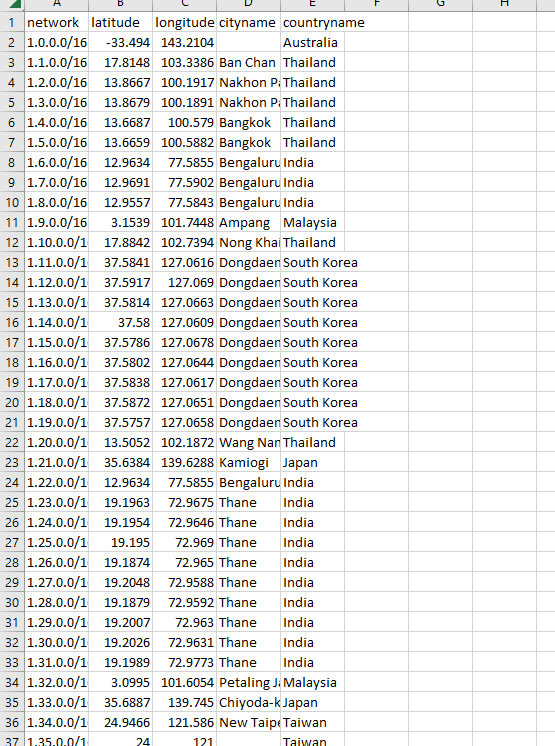 A B C D E F G H
1 network latitude longitude cityname countryname
2 1.0.0.0/16 -33.494 143.2104 Australia
3 1.1.0.0/16 17.8148 103.3386 Ban Chan Thailand
4 1.2.0.0/16 13.8667 100.1917 Nakhon Pa Thailand
5 1.3.0.0/16 13.8679 100.1891 Nakhon Pa Thailand
6 1.4.0.0/16 13.6687 100.579 Bangkok Thailand
7 1.5.0.0/16 13.6659 100.5882 Bangkok Thailand
8 1.6.0.0/16 12.9634 77.5855 Bengaluru India
9 1.7.0.0/16 12.9691 77.5902 Bengaluru India
10 1.8.0.0/16 12.9557 77.5843 Bengaluru India
11 1.9.0.0/16 3.1539 101.7448 Ampang Malaysia
12 1.10.0.0/1 17.8842 102.7394 Nong Khai Thailand
13 1.11.0.0/1 37.5841 127.0616 Dongdaem South Korea
14 1.12.0.0/1 37.5917 127.069 Dongdaem South Korea
15 1.13.0.0/1 37.5814 127.0663 Dongdaem South Korea
16 1.14.0.0/1 37.58 127.0609 Dongdaem South Korea
17 1.15.0.0/1 37.5786 127.0678 Dongdaem South Korea
18 1.16.0.0/1 37.5802 127.0644 Dongdaem South Korea
19 1.17.0.0/1 37.5838 127.0617 Dongdaem South Korea
20 1.18.0.0/1 37.5872 127.0651 Dongdaem South Korea
21 1.19.0.0/1 37.5757 127.0658 Dongdaem South Korea
22 1.20.0.0/1 13.5052 102.1872 Wang Nam Thailand
23 1.21.0.0/1 35.6384 139.6288 Kamiogi Japan
24 1.22.0.0/1 12.9634 77.5855 Bengaluru India
25 1.23.0.0/1 19.1963 72.9675 Thane India
26 1.24.0.0/1 19.1954 72.9646 Thane India
27 1.25.0.0/1 19.195 72.969 Thane India
28 1.26.0.0/1 19.1874 72.965 Thane India
29 1.27.0.0/1 19.2048 72.9588 Thane India
30 1.28.0.0/1 19.1879 72.9592 Thane India
31 1.29.0.0/1 19.2007 72.963 Thane India
32 1.30.0.0/1 19.2026 72.9631 Thane India
33 1.31.0.0/1 19.1989 72.9773 Thane India
34 1.32.0.0/1 3.0995 101.6054 Petaling Ja Malaysia
35 1.33.0.0/1 35.6887 139.745 Chiyoda-k Japan
36 1.34.0.0/1 24.9466 121.586 New Taipe Taiwan
37 1.35.0.0/1 24 121 Taiwan